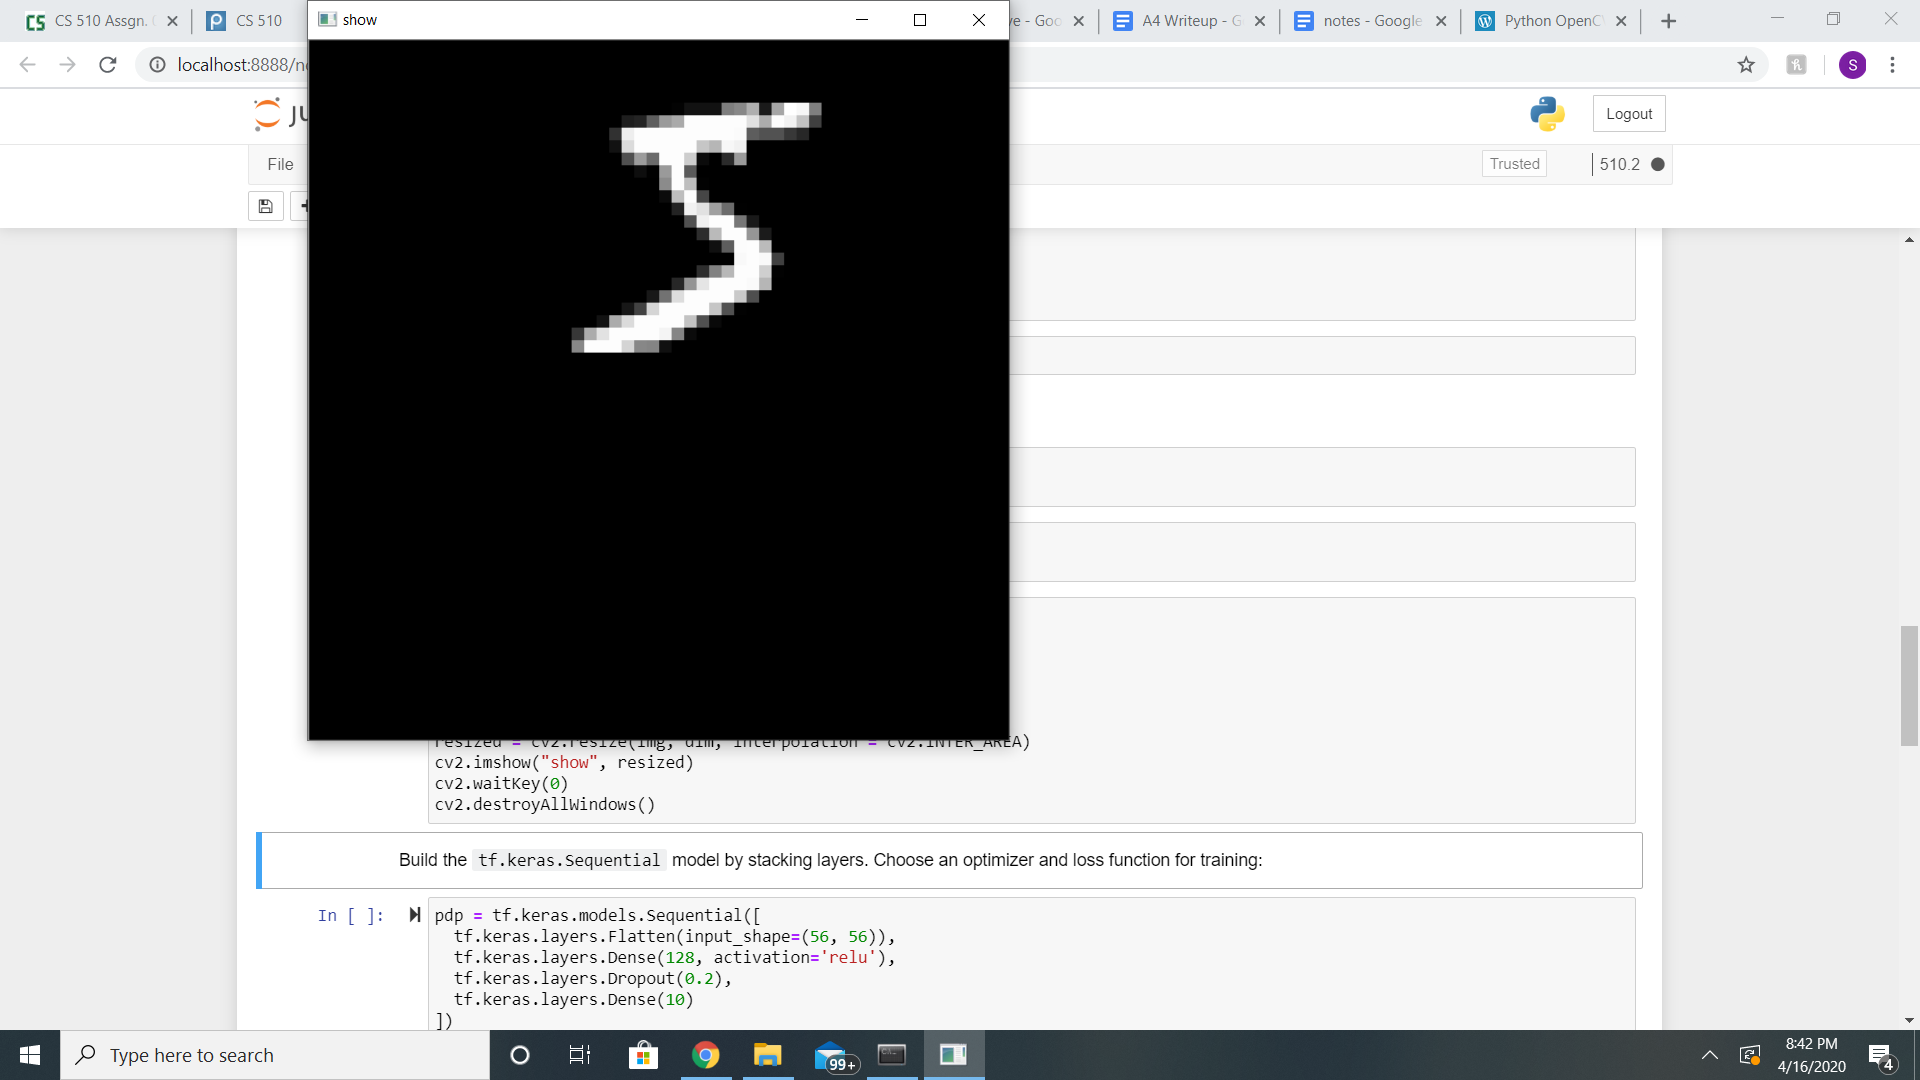 CS 510 Assgn.
CS 510
ve - Goo
A4 Writeup - G
notes - Google
Python OpenC
show
localhost:8888/n
Logout
File
Trusted
510.2
5
resized = cv2.resize(img, dim, interpolation = cv2.INTER_AREA)
cv2.imshow("show", resized)
cv2.waitKey(0)
cv2.destroyAllWindows()
Build the tf.keras.Sequential model by stacking layers. Choose an optimizer and loss function for training:
In [ ]:
pdp = tf.keras.models.Sequential([
tf.keras.layers.Flatten(input_shape=(56, 56)),
tf.keras.layers.Dense(128, activation='relu'),
tf.keras.layers.Dropout(0.2),
tf.keras.layers.Dense(10)
])
Type here to search
99+
8:42 PM
4/16/2020
4
S